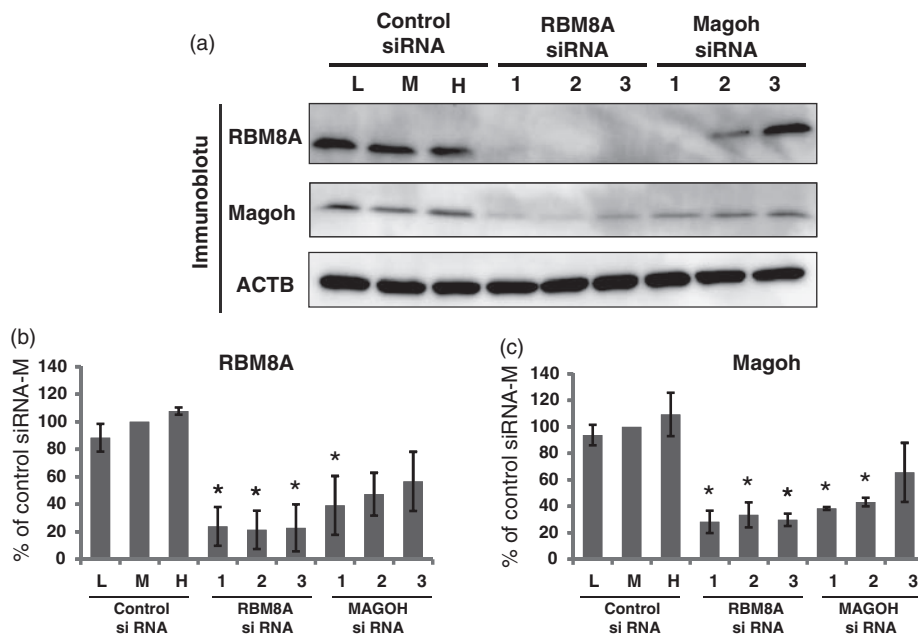 (a)
Control siRNA
RBM8A siRNA
Magoh siRNA
L M H 1 2 3 1 2 3
Immunoblotu
RBM8A
Magoh
ACTB
(b)
RBM8A
% of control siRNA-M
140
120
100
80
60
40
20
0
* * * *
L M H 1 2 3 1 2 3
Control si RNA
RBM8A si RNA
MAGOH si RNA
(c)
Magoh
% of control siRNA-M
140
120
100
80
60
40
20
0
* * * * *
L M H 1 2 3 1 2 3
Control si RNA
RBM8A si RNA
MAGOH si RNA